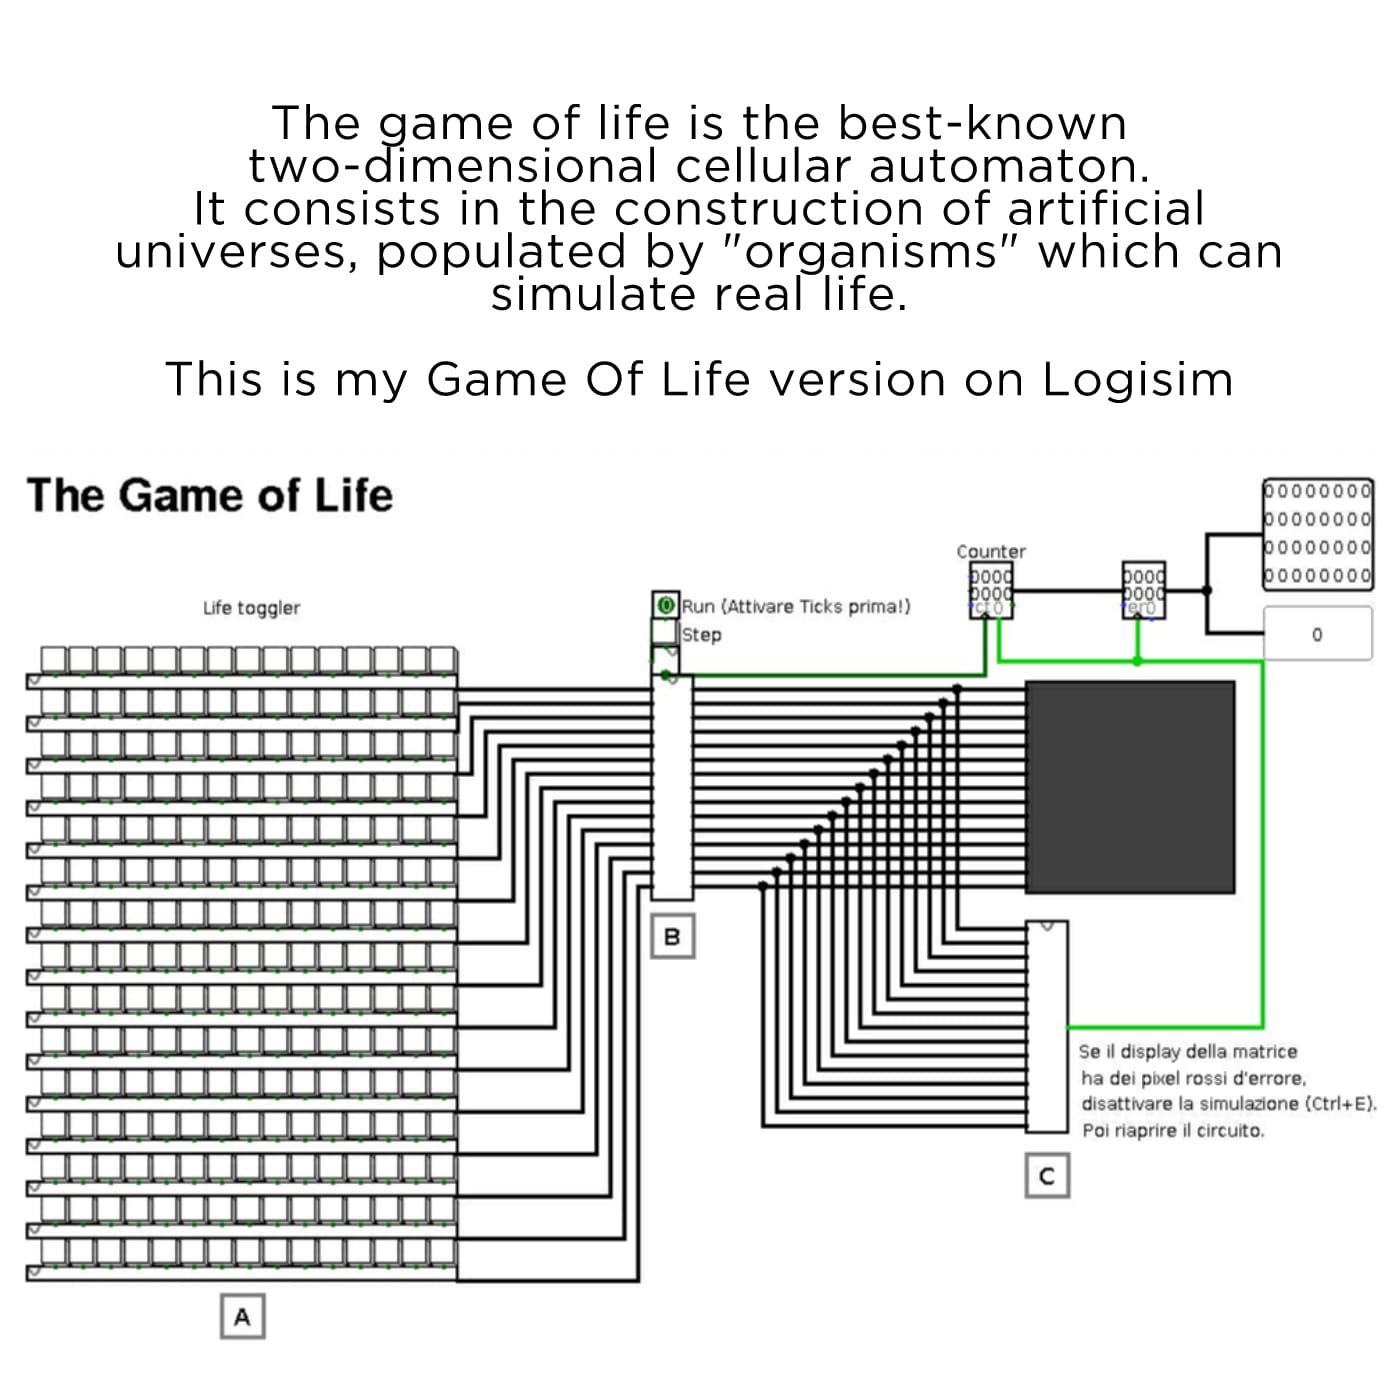 The game of life is the best-known
two-dimensional cellular automaton.
It consists in the construction of artificial
universes, populated by "organisms" which can
simulate real life.
This is my Game Of Life version on Logisim
The Game of Life
00000000
00000000
00000000
00000000
Counter
0000
0000
ct0
0000
0000
er0
0
Life toggler
0
Run (Attivare Ticks prima!)
Step
B
Se il display della matrice
ha dei pixel rossi d'errore,
disattivare la simulazione (Ctrl+E).
Poi riaprire il circuito.
C
A